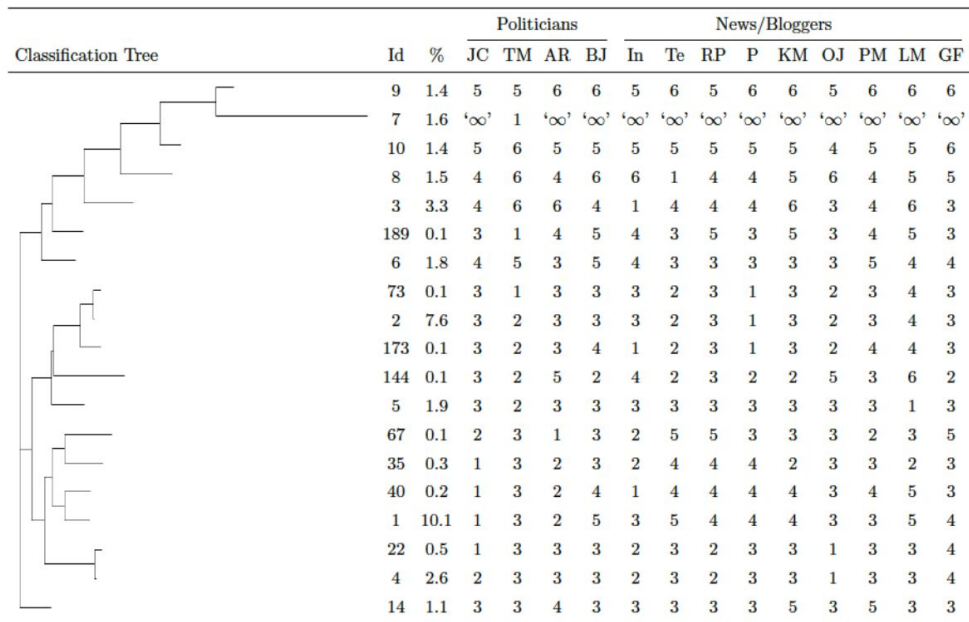 Politicians News/Bloggers
Classification Tree Id % JC TM AR BJ In Te RP P KM OJ PM LM GF
9 1.4 5 5 6 6 5 6 5 6 6 5 6 6 6
7 1.6 ‘∞’ 1 ‘∞’ ‘∞’ ‘∞’ ‘∞’ ‘∞’ ‘∞’ ‘∞’ ‘∞’ ‘∞’ ‘∞’ ‘∞’
10 1.4 5 6 5 5 5 5 5 5 5 4 5 5 6
8 1.5 4 6 4 6 6 1 4 4 5 6 4 5 5
3 3.3 4 6 6 4 1 4 4 4 6 3 4 6 3
189 0.1 3 1 4 5 4 3 5 3 5 3 4 5 3
6 1.8 4 5 3 5 4 3 3 3 3 3 5 4 4
73 0.1 3 1 3 3 3 2 3 1 3 2 3 4 3
2 7.6 3 2 3 3 3 2 3 1 3 2 3 4 3
173 0.1 3 2 3 4 1 2 3 1 3 2 4 4 3
144 0.1 3 2 5 2 4 2 3 2 2 5 3 6 2
5 1.9 3 2 3 3 3 3 3 3 3 3 3 1 3
67 0.1 2 3 1 3 2 5 5 3 3 3 2 3 5
35 0.3 1 3 2 3 2 4 4 4 2 3 3 2 3
40 0.2 1 3 2 4 1 4 4 4 4 3 4 5 3
1 10.1 1 3 2 5 3 5 4 4 4 3 3 5 4
22 0.5 1 3 3 3 2 3 2 3 3 1 3 3 4
4 2.6 2 3 3 3 2 3 2 3 3 1 3 3 4
14 1.1 3 3 4 3 3 3 3 3 5 3 5 3 3